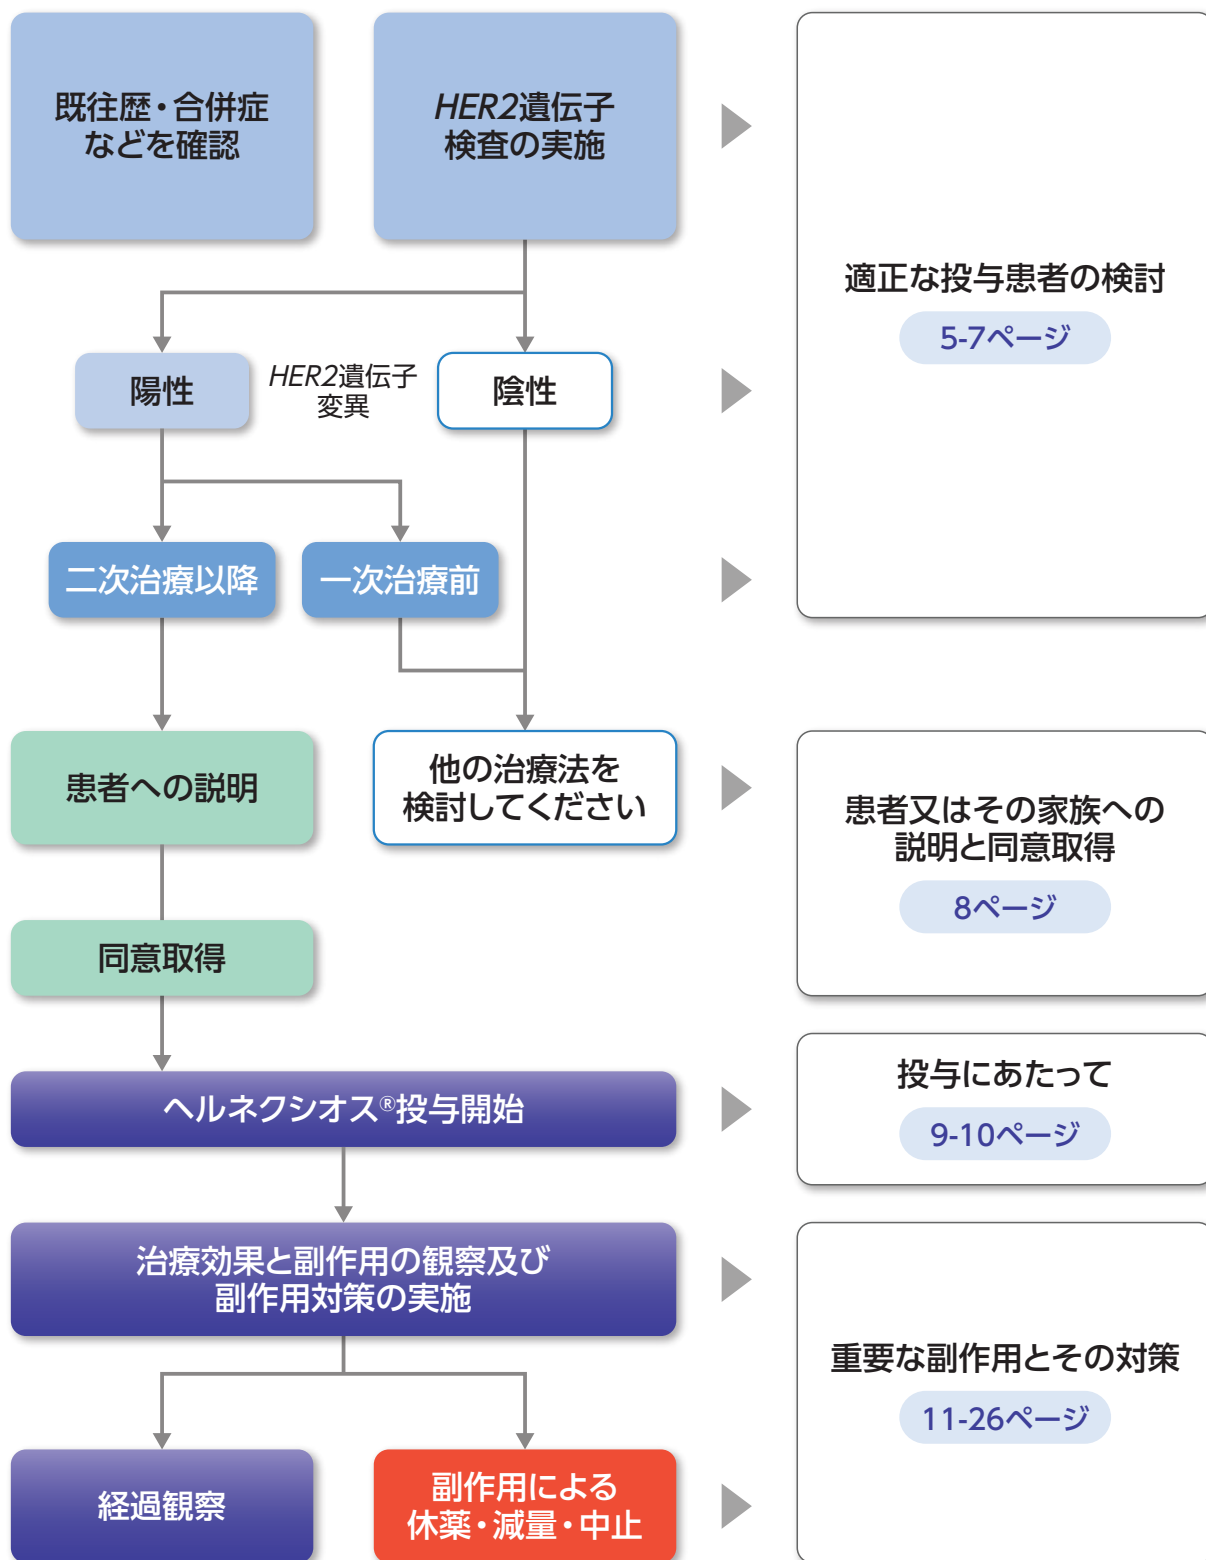 既往歴・合併症
などを確認
HER2遺伝子
検査の実施
適正な投与患者の検討
5-7ページ
陽性
HER2遺伝子
変異
陰性
二次治療以降
一次治療前
患者への説明
他の治療法を
検討してください
患者又はその家族への
説明と同意取得
8ページ
同意取得
ヘルネクシオス®投与開始
投与にあたって
9-10ページ
治療効果と副作用の観察及び
副作用対策の実施
重要な副作用とその対策
11-26ページ
経過観察
副作用による
休薬・減量・中止